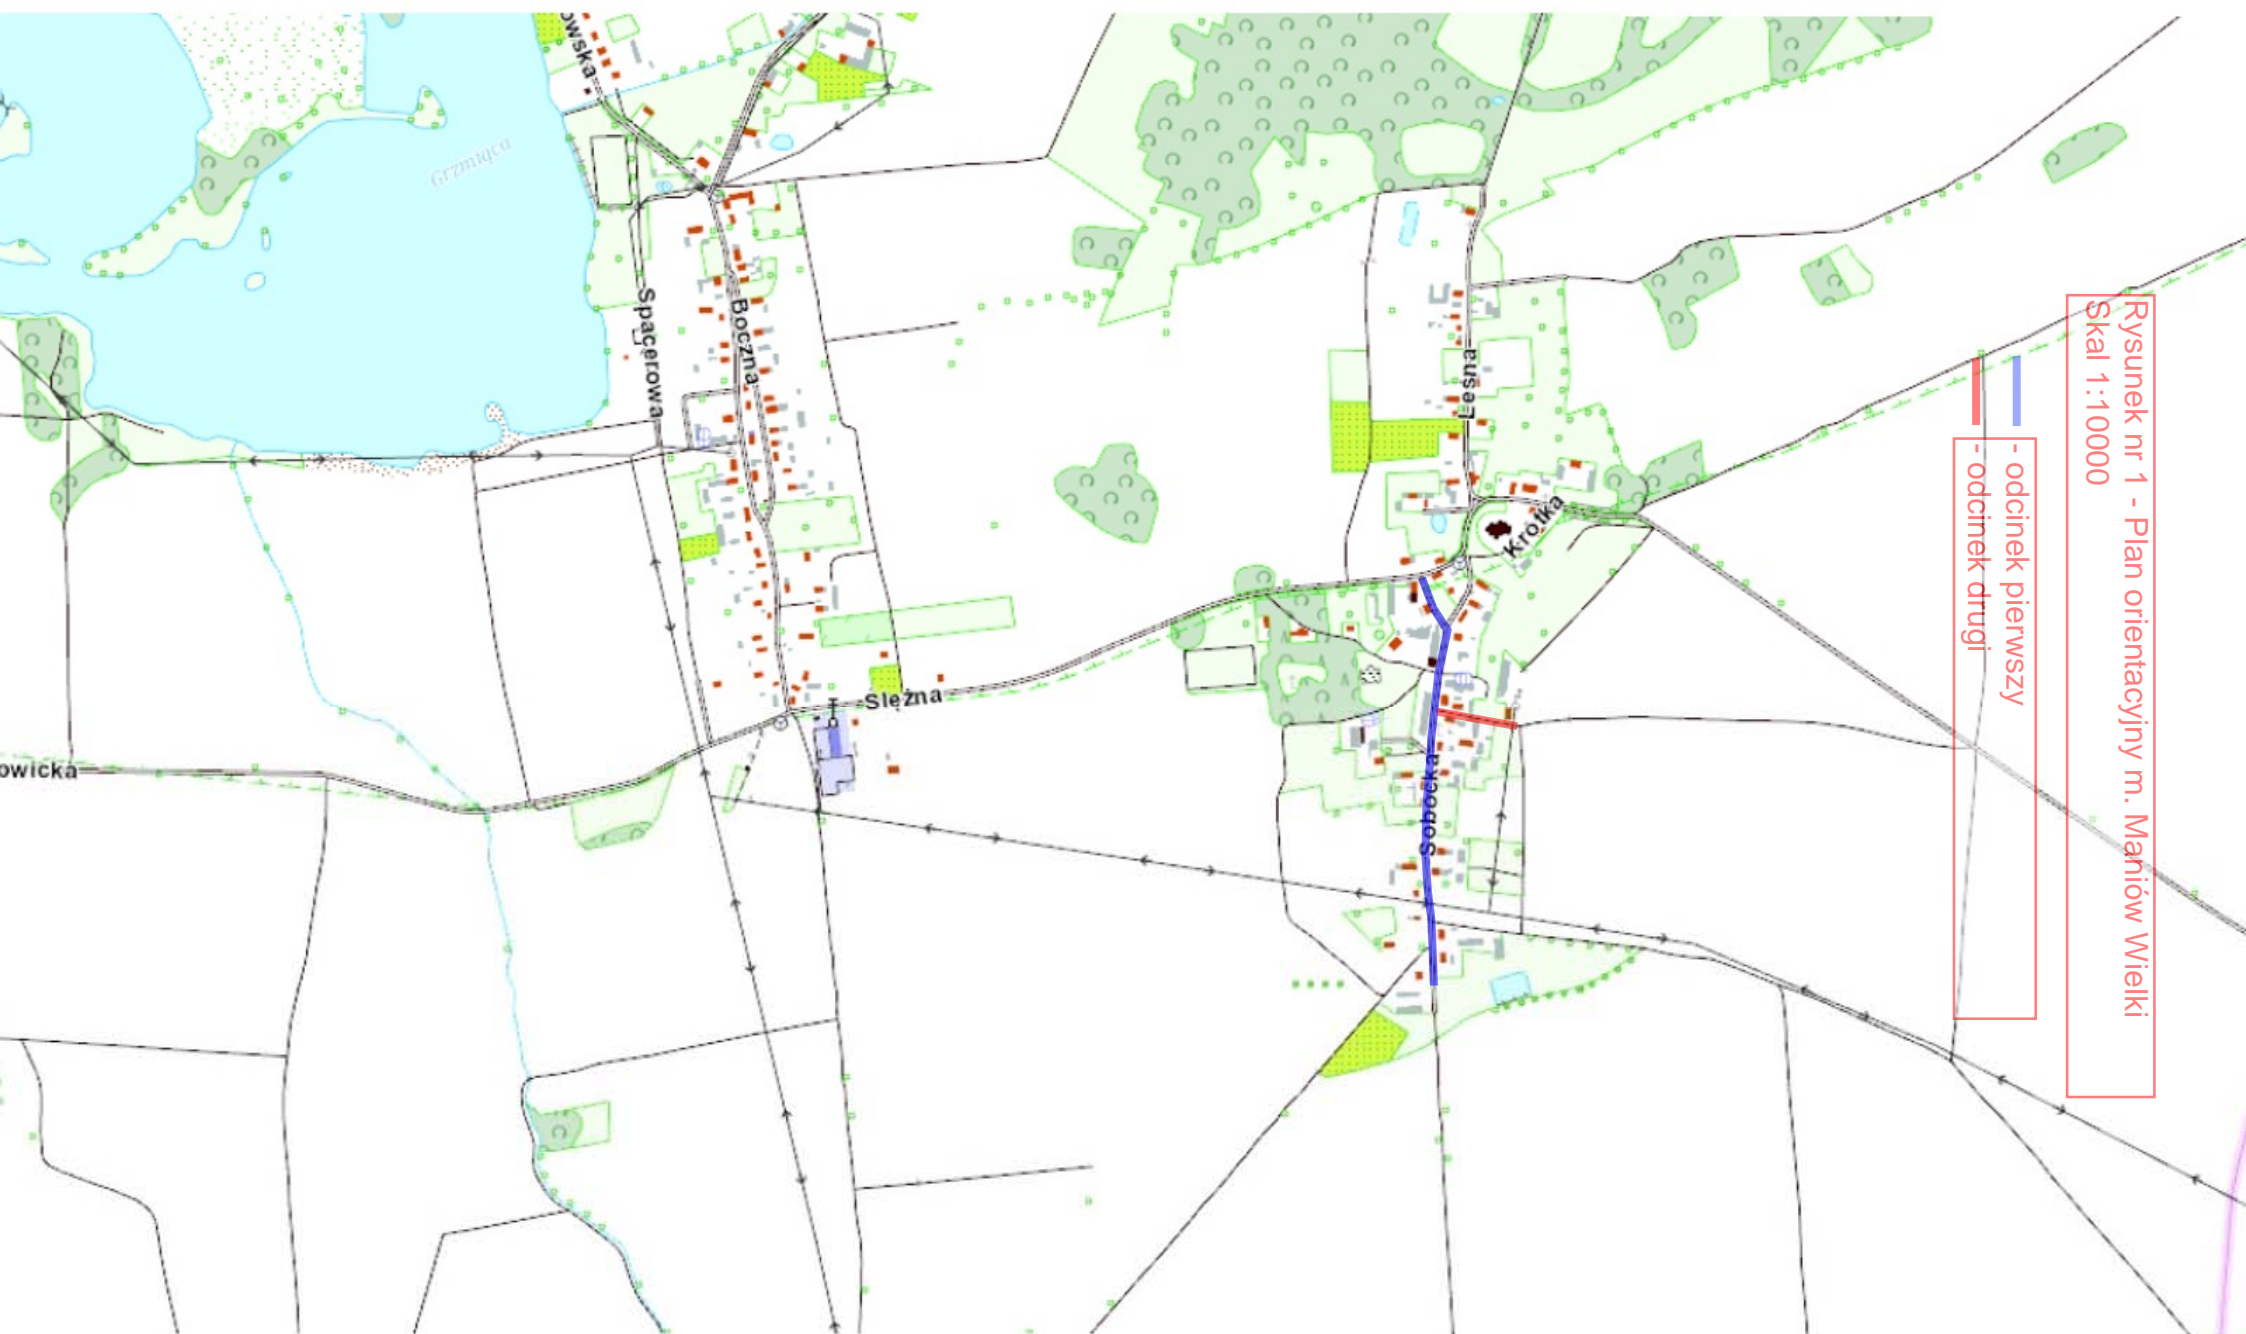 Rysunek nr 1 - Plan orientacyjny m. Maniów Wielki
Skal 1:10000
- odcinek pierwszy
- odcinek drugi
owska
Grzmiąca
Spacerowa
Boczna
Leśna
Krótka
Ślężna
Sobocka
owicka